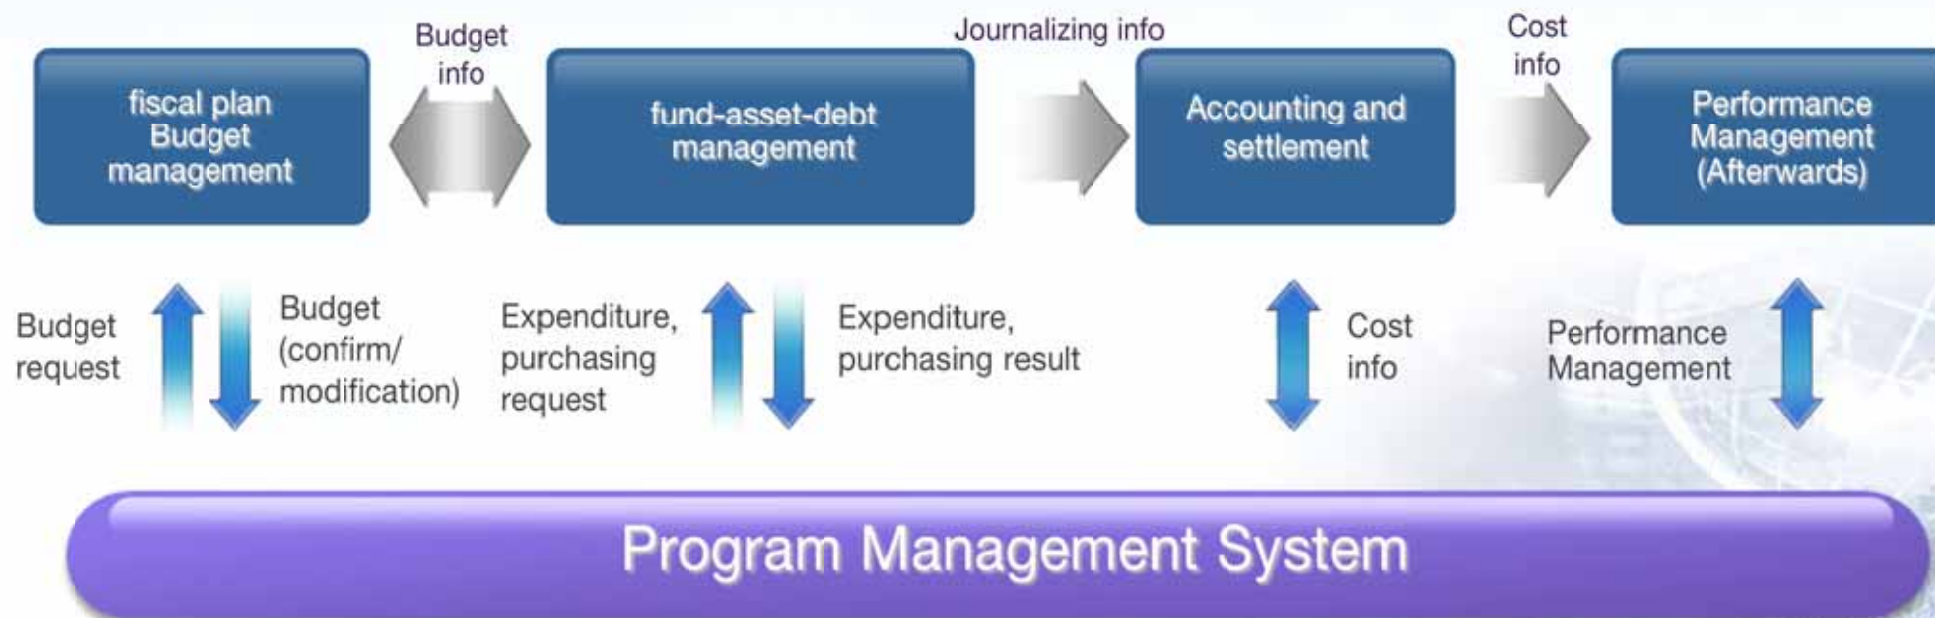 Budget
info
Journalizing info
Cost
info
fiscal plan
Budget
management
fund-asset-debt
management
Accounting and
settlement
Performance
Management
(Afterwards)
Budget
request
Budget
(confirm/
modification)
Expenditure,
purchasing
request
Expenditure,
purchasing result
Cost
info
Performance
Management
Program Management System